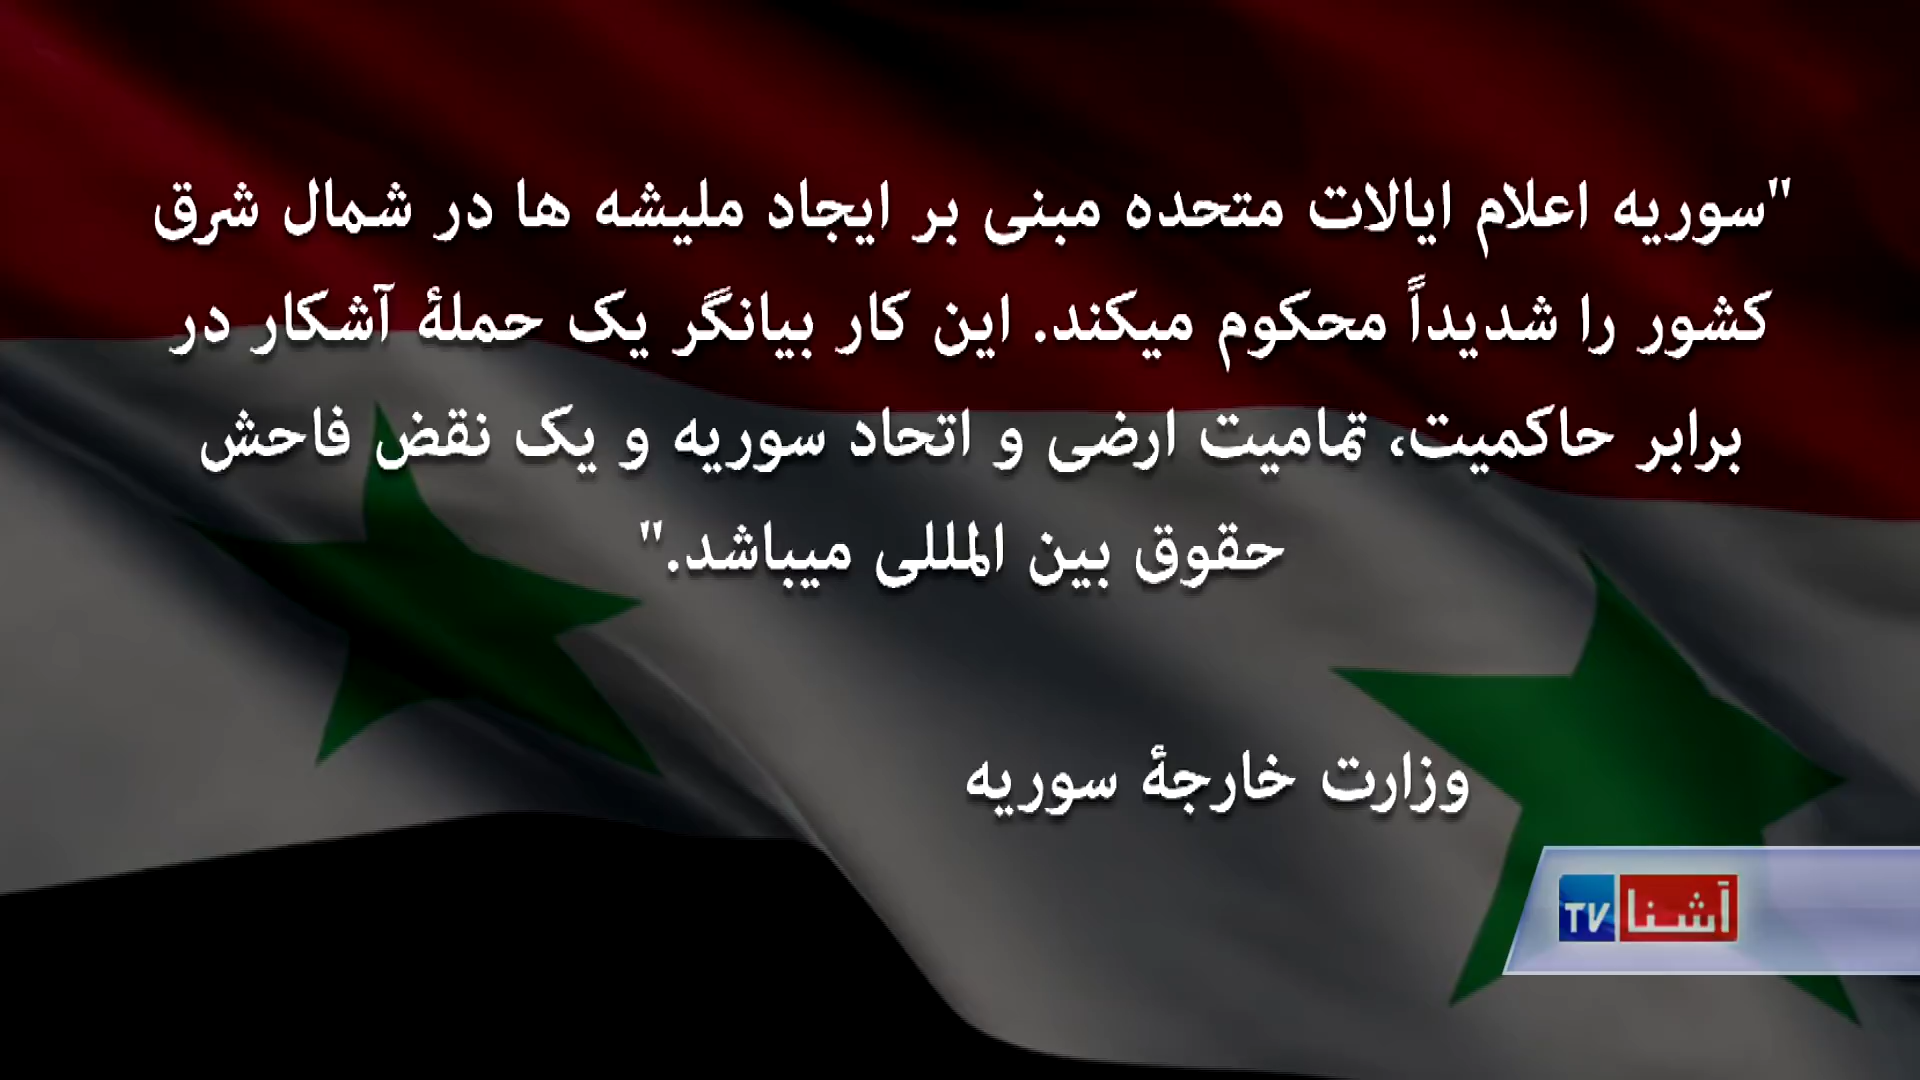 "سوریه اعلام ایالات متحده مبنی بر ایجاد ملیشه ها در شمال شرق
کشور را شدیداً محکوم میکند. این کار بیانگر یک حملۀ آشکار در
برابر حاکمیت، تمامیت ارضی و اتحاد سوریه و یک نقض فاحش
حقوق بین المللی میباشد."
وزارت خارجۀ سوریه
آشنا TV